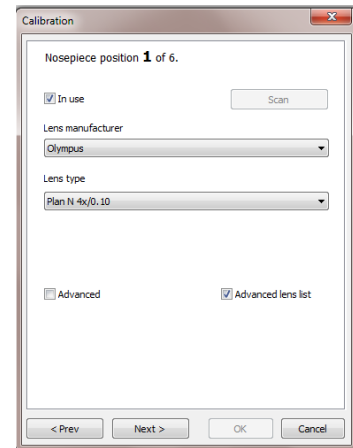 Calibration
Nosepiece position 1 of 6.
In use
Scan
Lens manufacturer
Olympus
Lens type
Plan N 4x/0.10
Advanced
Advanced lens list
< Prev
Next >
OK
Cancel